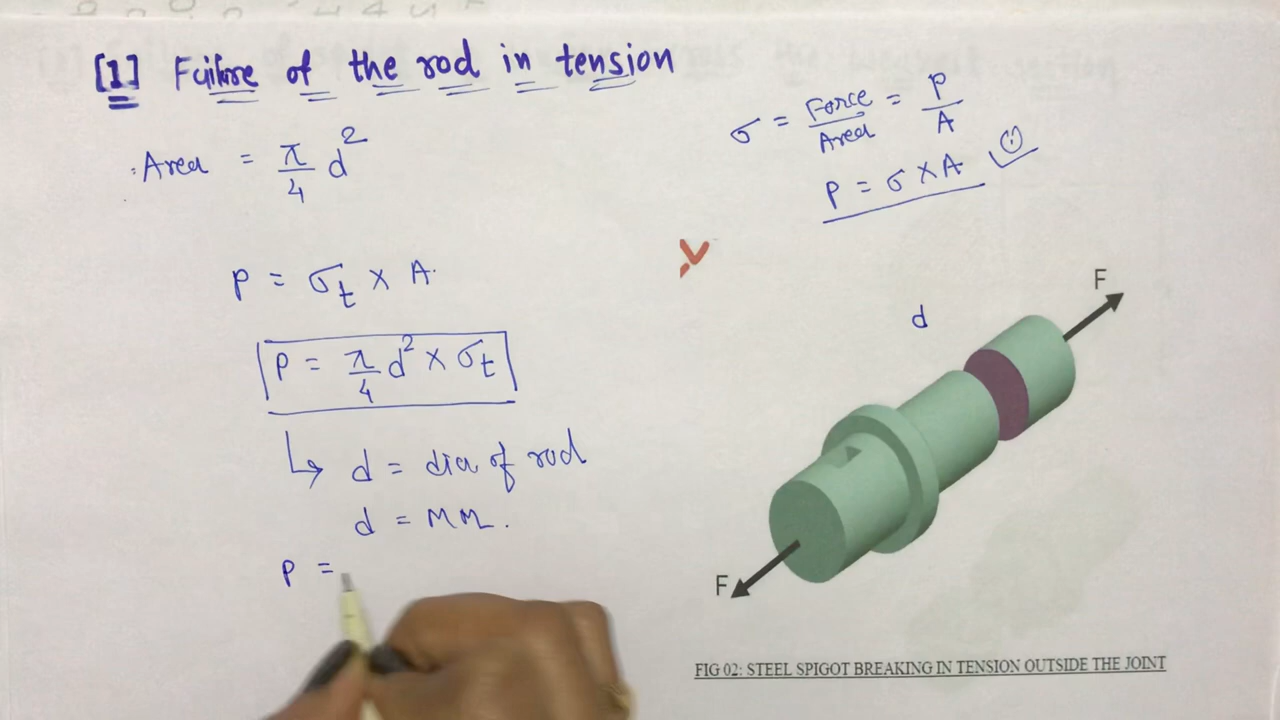 [1] Failure of the rod in tension
Area = π/4 d²
σ = Force/Area = P/A
P = σ × A
P = σt × A.
P = π/4 d² × σt
↳ d = dia of rod
d = MM.
P =
d
F
F
FIG 02: STEEL SPIGOT BREAKING IN TENSION OUTSIDE THE JOINT